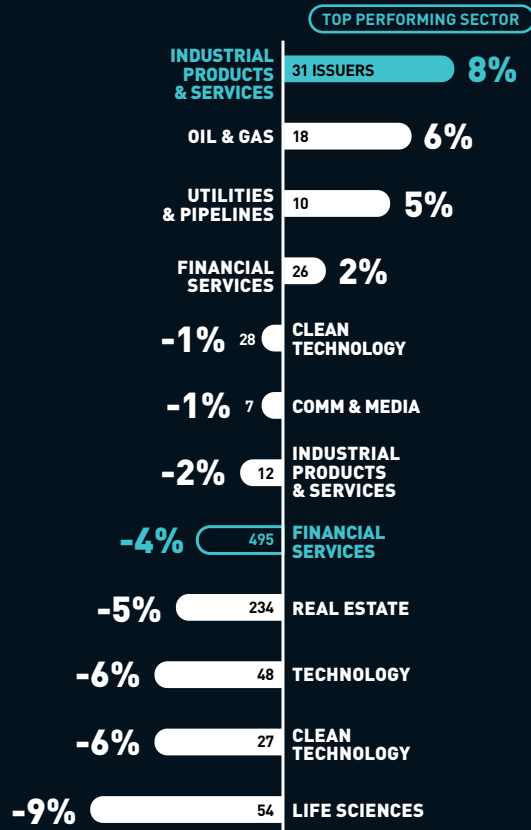 TOP PERFORMING SECTOR
INDUSTRIAL
PRODUCTS
& SERVICES
31 ISSUERS
8%
OIL & GAS
18
6%
UTILITIES
& PIPELINES
10
5%
FINANCIAL
SERVICES
26
2%
-1%
28
CLEAN
TECHNOLOGY
-1%
7
COMM & MEDIA
-2%
12
INDUSTRIAL
PRODUCTS
& SERVICES
-4%
495
FINANCIAL
SERVICES
-5%
234
REAL ESTATE
-6%
48
TECHNOLOGY
-6%
27
CLEAN
TECHNOLOGY
-9%
54
LIFE SCIENCES